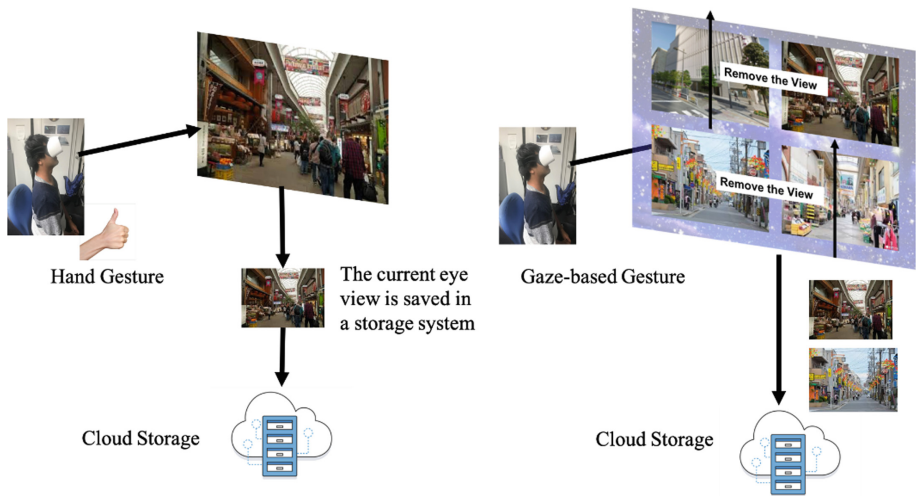 Hand Gesture
The current eye
view is saved in
a storage system
Cloud Storage
Remove the View
Remove the View
Gaze-based Gesture
Cloud Storage